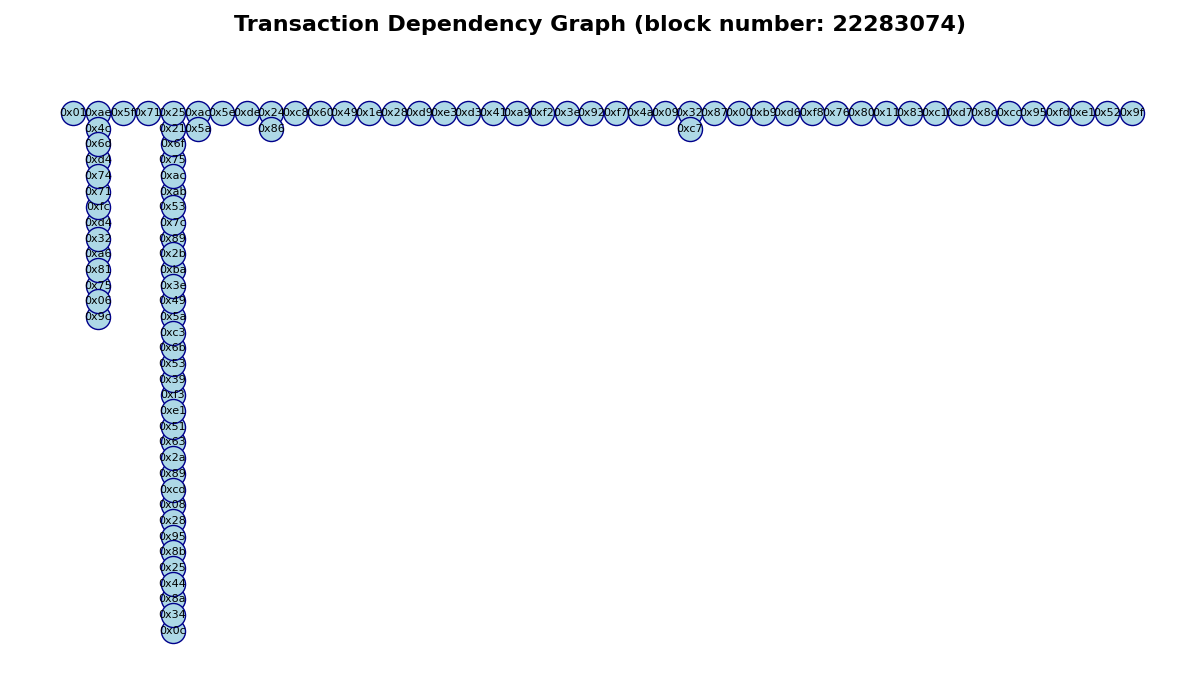 Transaction Dependency Graph (block number: 22283074)
0x01 0xae 0x5f 0x71 0x25 0xac 0x5e 0xde 0x24 0xc8 0x60 0x49 0x1e 0x28 0xd9 0xe3 0xd3 0x41 0xa9 0xf2 0x3e 0x92 0xf7 0x4a 0x09 0x32 0x87 0x00 0xb9 0xd6 0xf8 0x76 0x80 0x11 0x83 0xc1 0xd7 0x8c 0xcc 0x95 0xfd 0xe1 0x52 0x9f
0x4c 0x21 0x5a 0x86 0xc7
0x6d 0x6f
0xd4 0x75
0x74 0xac
0x71 0xab
0xfc 0x53
0xd4 0x7c
0x32 0x89
0xa6 0x2b
0x81 0xba
0x75 0x3e
0x06 0x49
0x9c 0x5a
0xc3
0x6b
0x53
0x39
0xf3
0xe1
0x51
0x63
0x2a
0x89
0xcd
0x08
0x28
0x95
0x8b
0x25
0x44
0x8a
0x34
0x0c